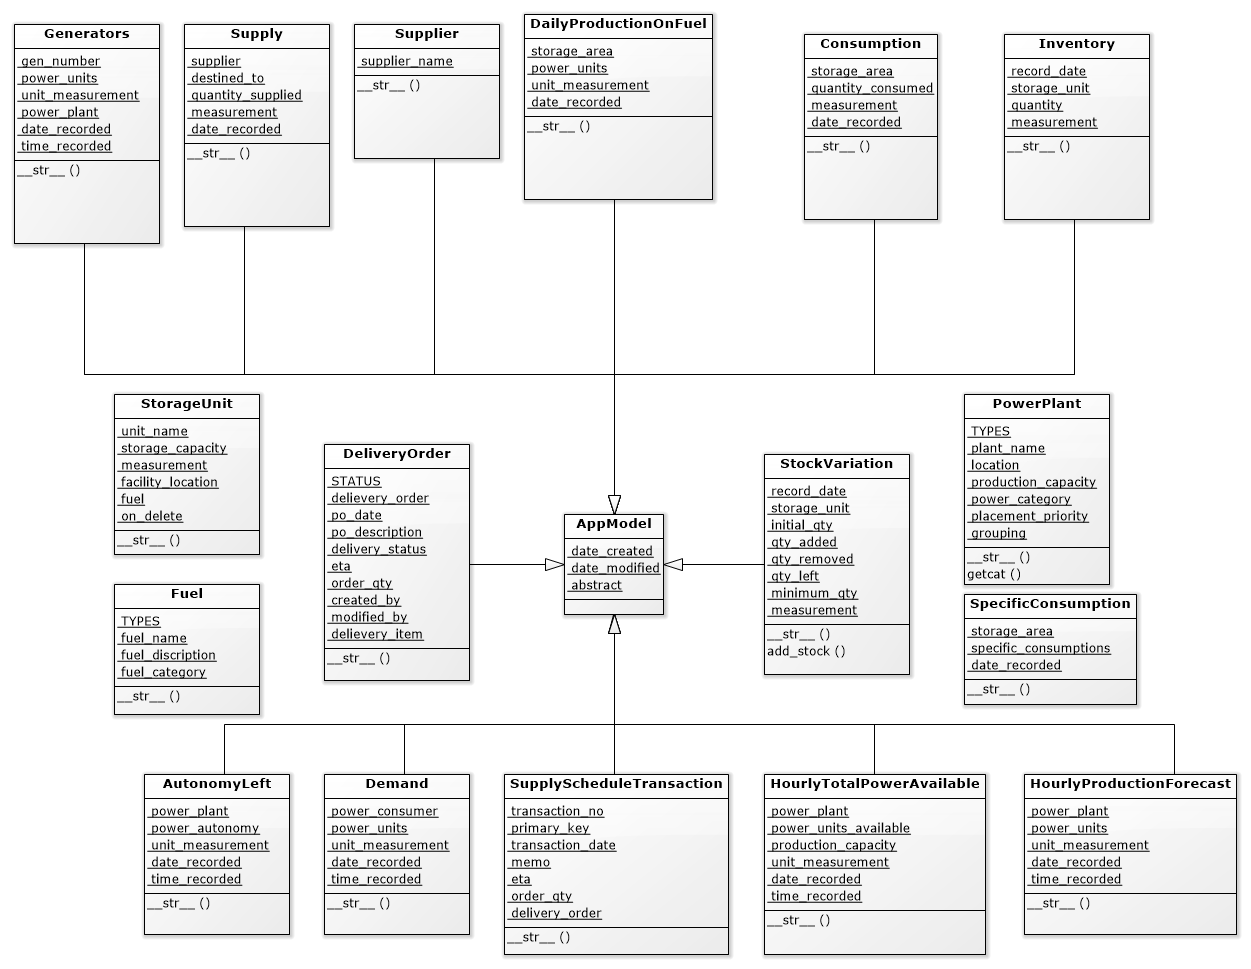 Generators
gen_number
power_units
unit_measurement
power_plant
date_recorded
time_recorded
__str__ ()
Supply
supplier
destined_to
quantity_supplied
measurement
date_recorded
__str__ ()
Supplier
supplier_name
__str__ ()
DailyProductionOnFuel
storage_area
power_units
unit_measurement
date_recorded
__str__ ()
Consumption
storage_area
quantity_consumed
measurement
date_recorded
__str__ ()
Inventory
record_date
storage_unit
quantity
measurement
__str__ ()
StorageUnit
unit_name
storage_capacity
measurement
facility_location
fuel
on_delete
__str__ ()
DeliveryOrder
STATUS
delievery_order
po_date
po_description
delivery_status
eta
order_qty
created_by
modified_by
delievery_item
__str__ ()
AppModel
date_created
date_modified
abstract
StockVariation
record_date
storage_unit
initial_qty
qty_added
qty_removed
qty_left
minimum_qty
measurement
__str__ ()
add_stock ()
PowerPlant
TYPES
plant_name
location
production_capacity
power_category
placement_priority
grouping
__str__ ()
getcat ()
Fuel
TYPES
fuel_name
fuel_discription
fuel_category
__str__ ()
SpecificConsumption
storage_area
specific_consumptions
date_recorded
__str__ ()
AutonomyLeft
power_plant
power_autonomy
unit_measurement
date_recorded
time_recorded
__str__ ()
Demand
power_consumer
power_units
unit_measurement
date_recorded
time_recorded
__str__ ()
SupplyScheduleTransaction
transaction_no
primary_key
transaction_date
memo
eta
order_qty
delivery_order
__str__ ()
HourlyTotalPowerAvailable
power_plant
power_units_available
production_capacity
unit_measurement
date_recorded
time_recorded
__str__ ()
HourlyProductionForecast
power_plant
power_units
unit_measurement
date_recorded
time_recorded
__str__ ()